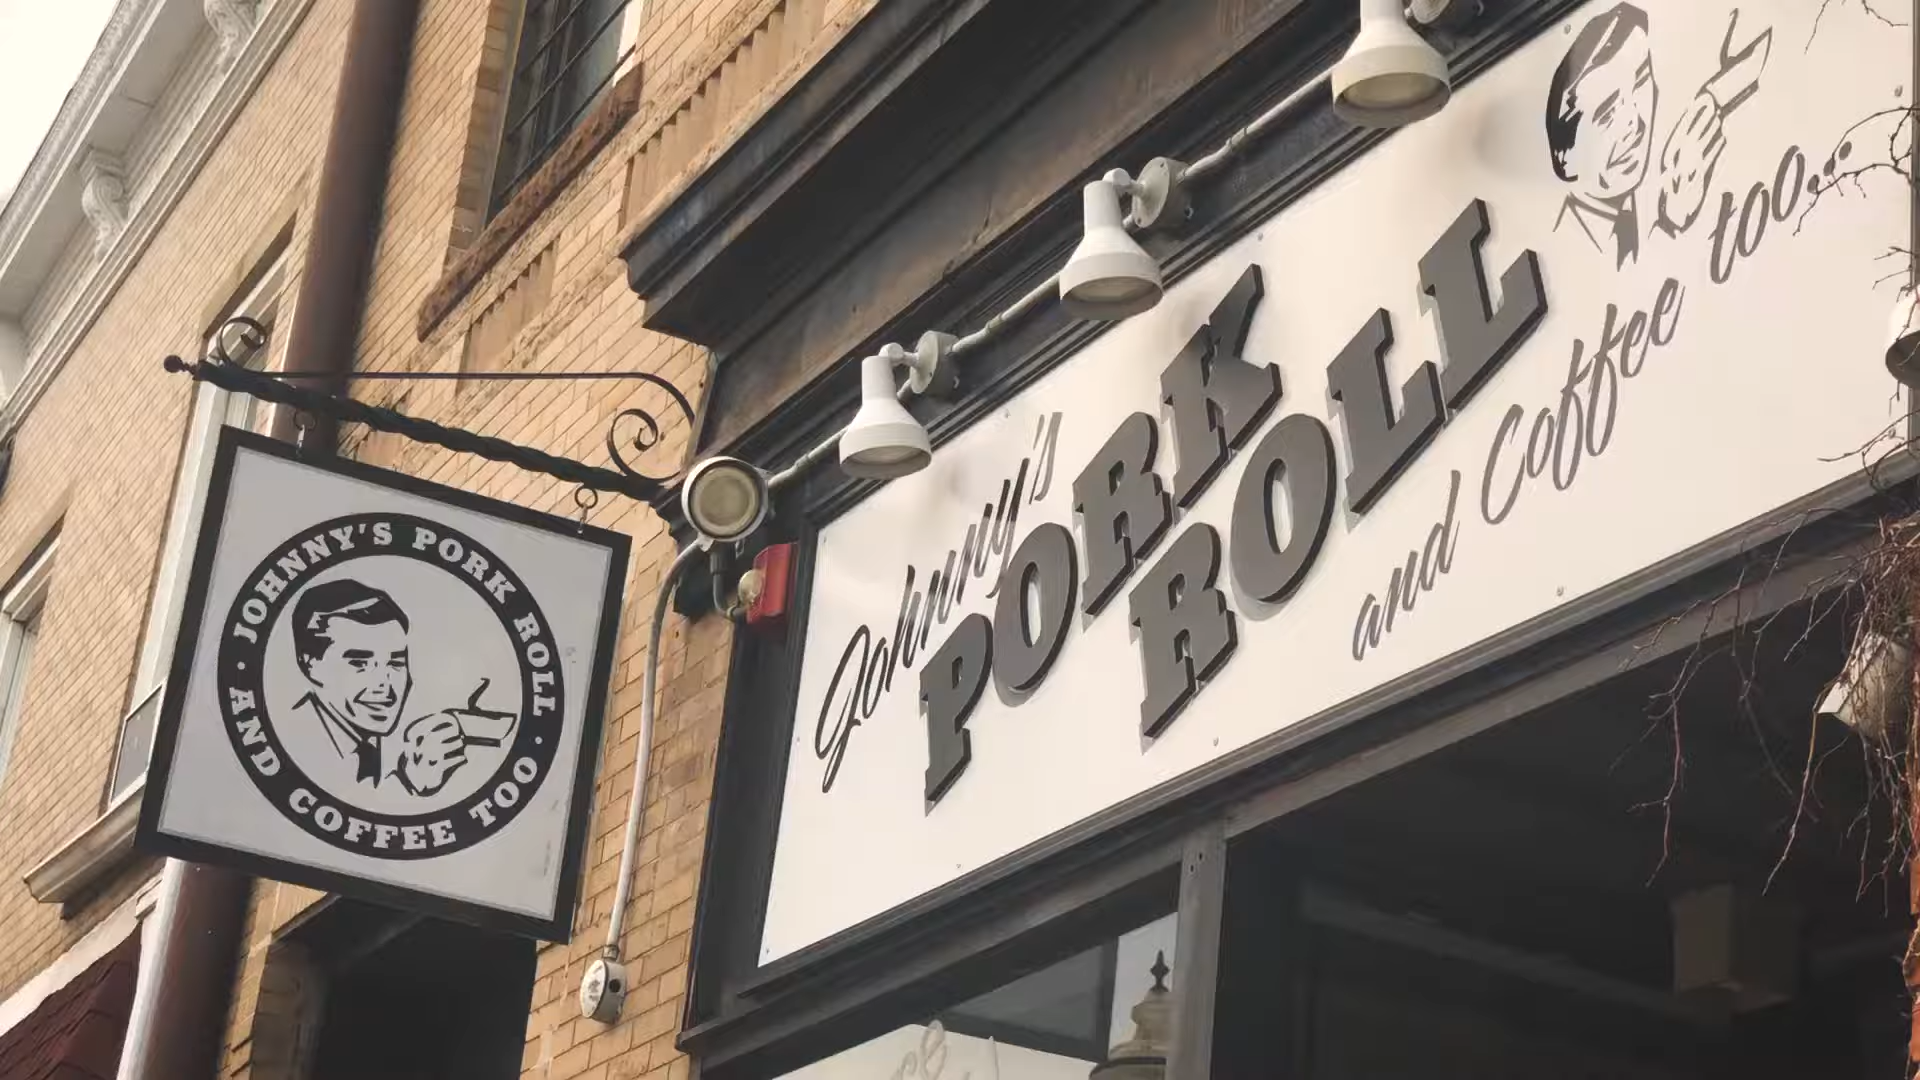 JOHNNY'S PORK ROLL
· AND COFFEE TOO ·
Johnny's
PORK
ROLL
and Coffee too...